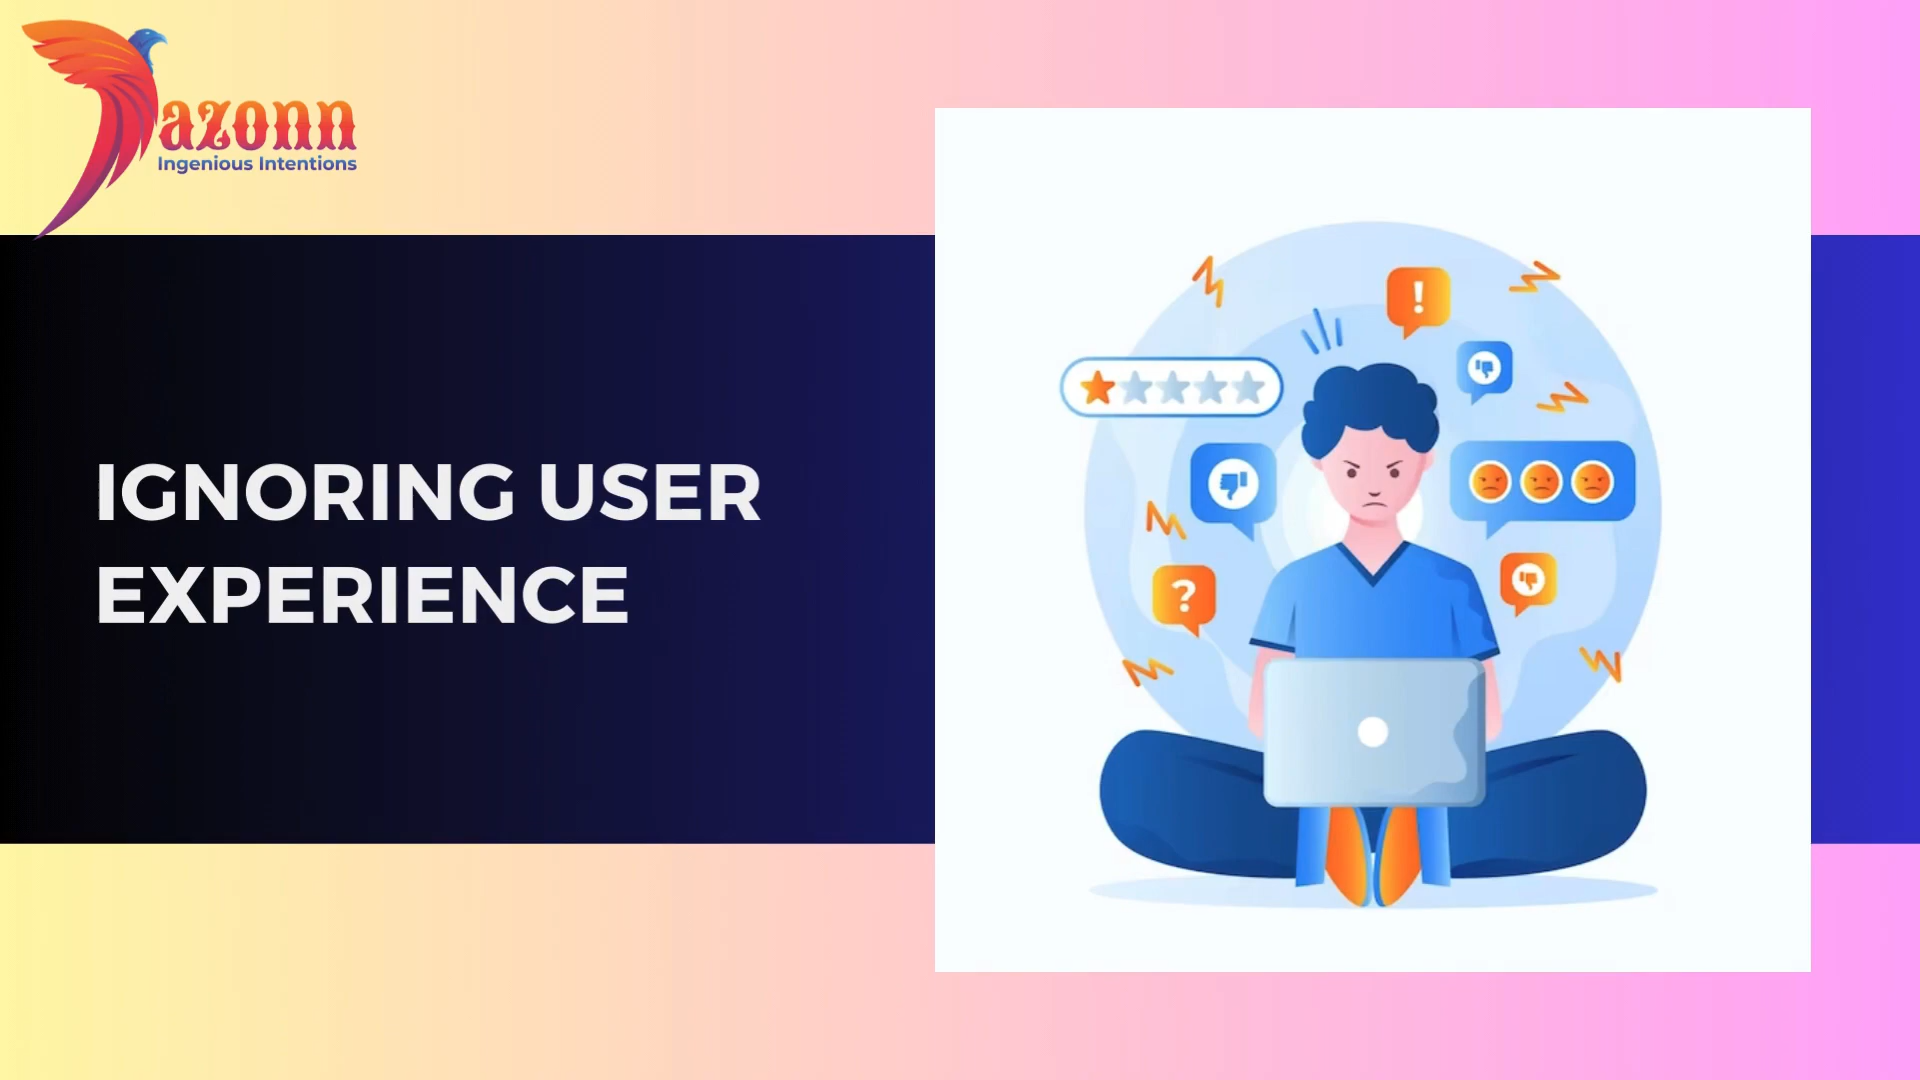 azonn
Ingenious Intentions
IGNORING USER
EXPERIENCE
!
?